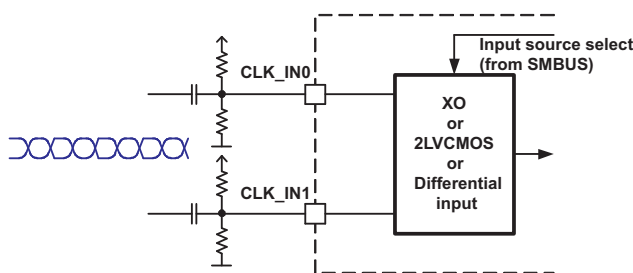 CLK_IN0
Input source select
(from SMBUS)
XO
or
2LVCMOS
or
Differential
input
CLK_IN1